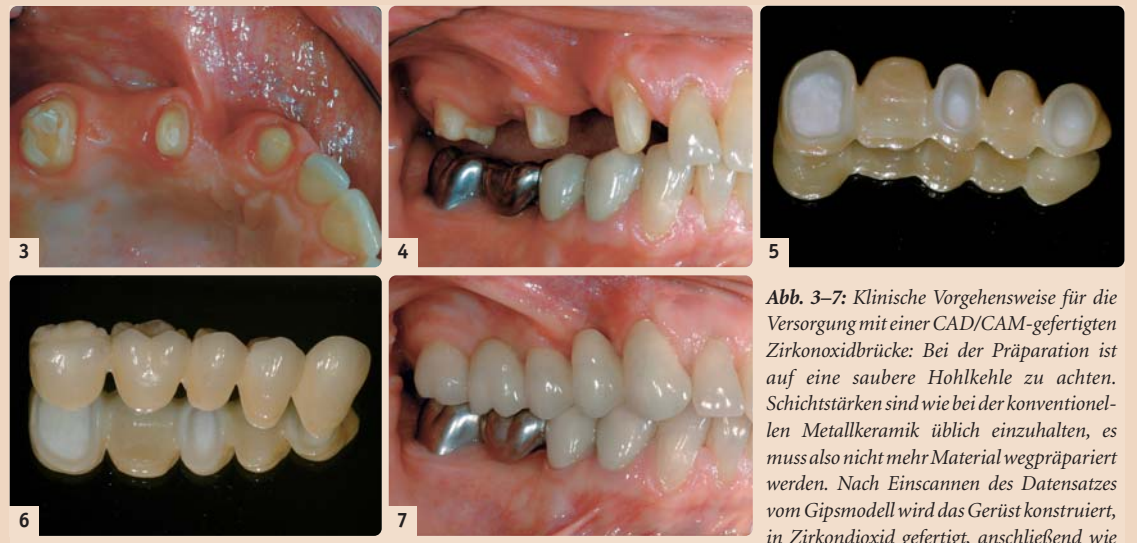 3
4
5
6
7
Abb. 3–7: Klinische Vorgehensweise für die
Versorgung mit einer CAD/CAM-gefertigten
Zirkonoxidbrücke: Bei der Präparation ist
auf eine saubere Hohlkehle zu achten.
Schichtstärken sind wie bei der konventionel-
len Metallkeramik üblich einzuhalten, es
muss also nicht mehr Material wegpräpariert
werden. Nach Einscannen des Datensatzes
vom Gipsmodell wird das Gerüst konstruiert,
in Zirkondioxid gefertigt, anschließend wie